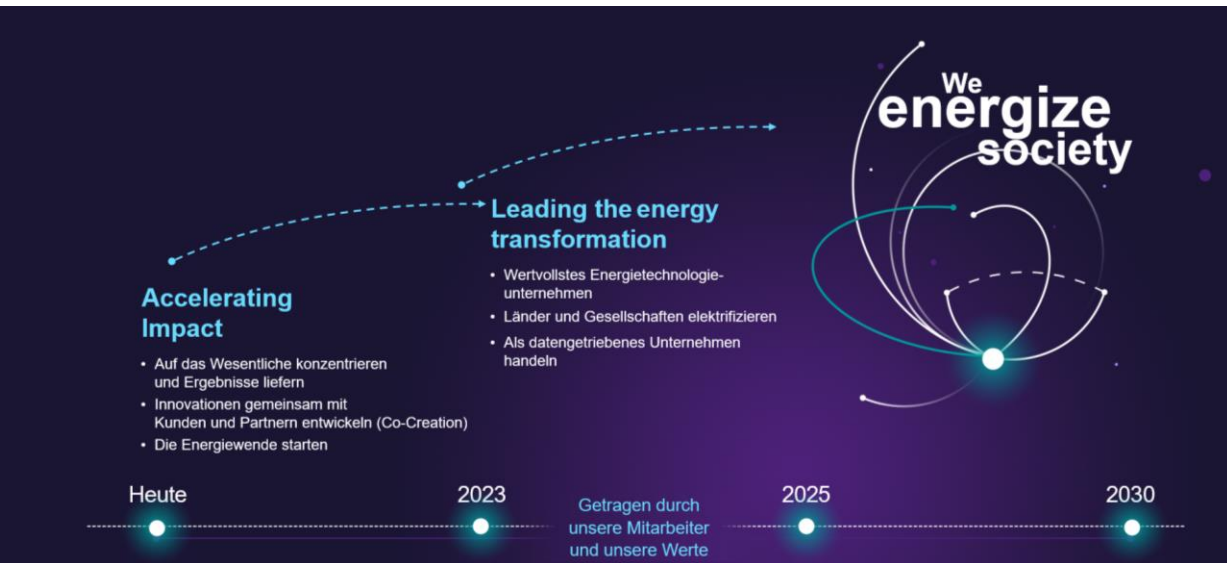 We
energize
society
Leading the energy
transformation
• Wertvollstes Energietechnologie-
unternehmen
• Länder und Gesellschaften elektrifizieren
• Als datengetriebenes Unternehmen
handeln
Accelerating
Impact
• Auf das Wesentliche konzentrieren
und Ergebnisse liefern
• Innovationen gemeinsam mit
Kunden und Partnern entwickeln (Co-Creation)
• Die Energiewende starten
Heute
2023
2025
2030
Getragen durch
unsere Mitarbeiter
und unsere Werte